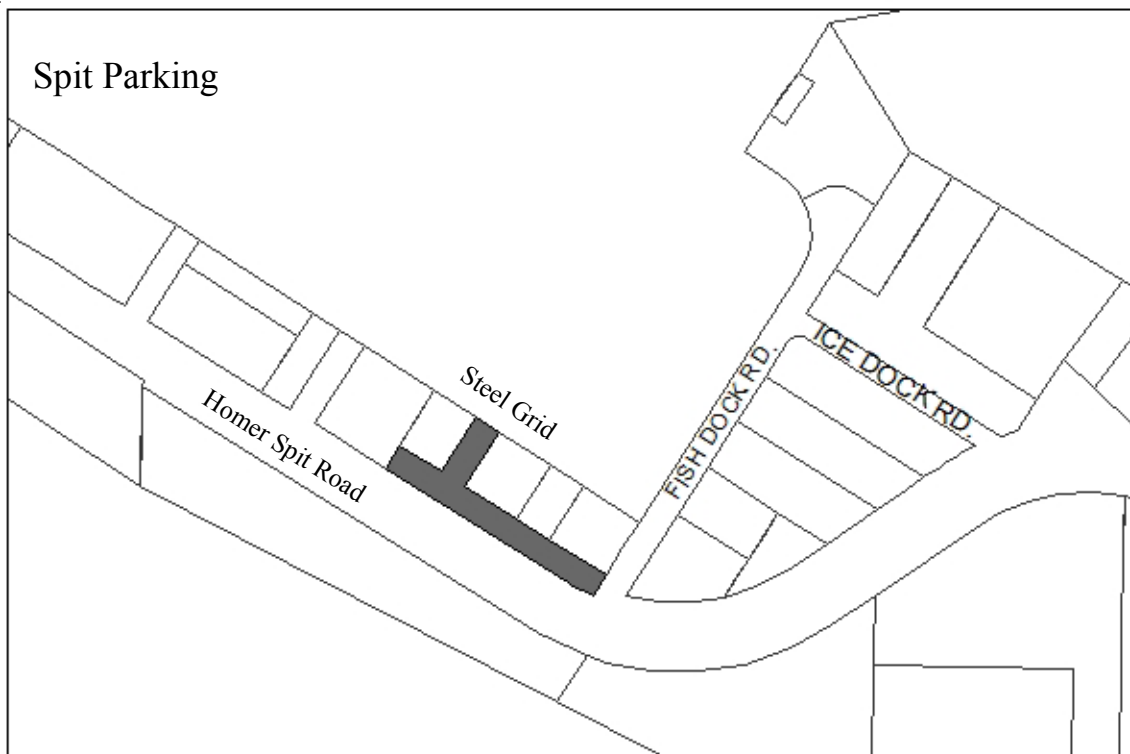 Spit Parking
Steel Grid
Homer Spit Road
FISH DOCK RD.
ICE DOCK RD.